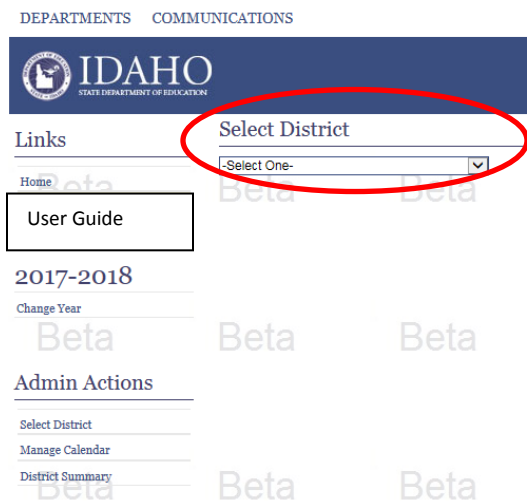 DEPARTMENTS COMMUNICATIONS
IDAHO
STATE DEPARTMENT OF EDUCATION
Links
Home
User Guide
2017-2018
Change Year
Admin Actions
Select District
Manage Calendar
District Summary
Select District
-Select One-
Beta Beta Beta
Beta Beta Beta
Beta Beta Beta